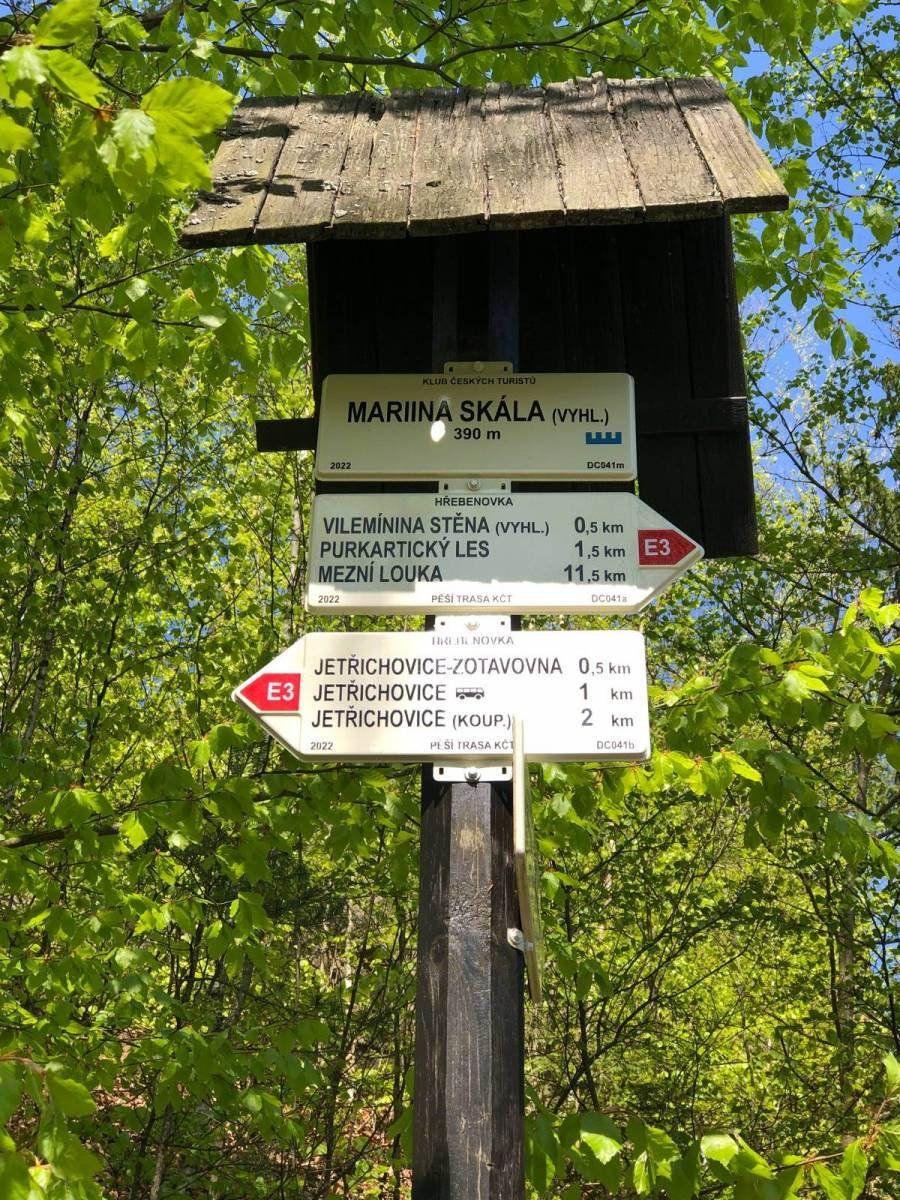 KLUB ČESKÝCH TURISTŮ
MARIINA SKÁLA (VYHL.)
390 m
2022 DC041m
HŘEBENOVKA
VILEMÍNINA STĚNA (VYHL.) 0,5 km
PURKARTICKÝ LES 1,5 km E3
MEZNÍ LOUKA 11,5 km
2022 PĚŠÍ TRASA KČT DC041a
HŘEBENOVKA
JETŘICHOVICE-ZOTAVOVNA 0,5 km
E3 JETŘICHOVICE 1 km
JETŘICHOVICE (KOUP.) 2 km
2022 PĚŠÍ TRASA KČT DC041b